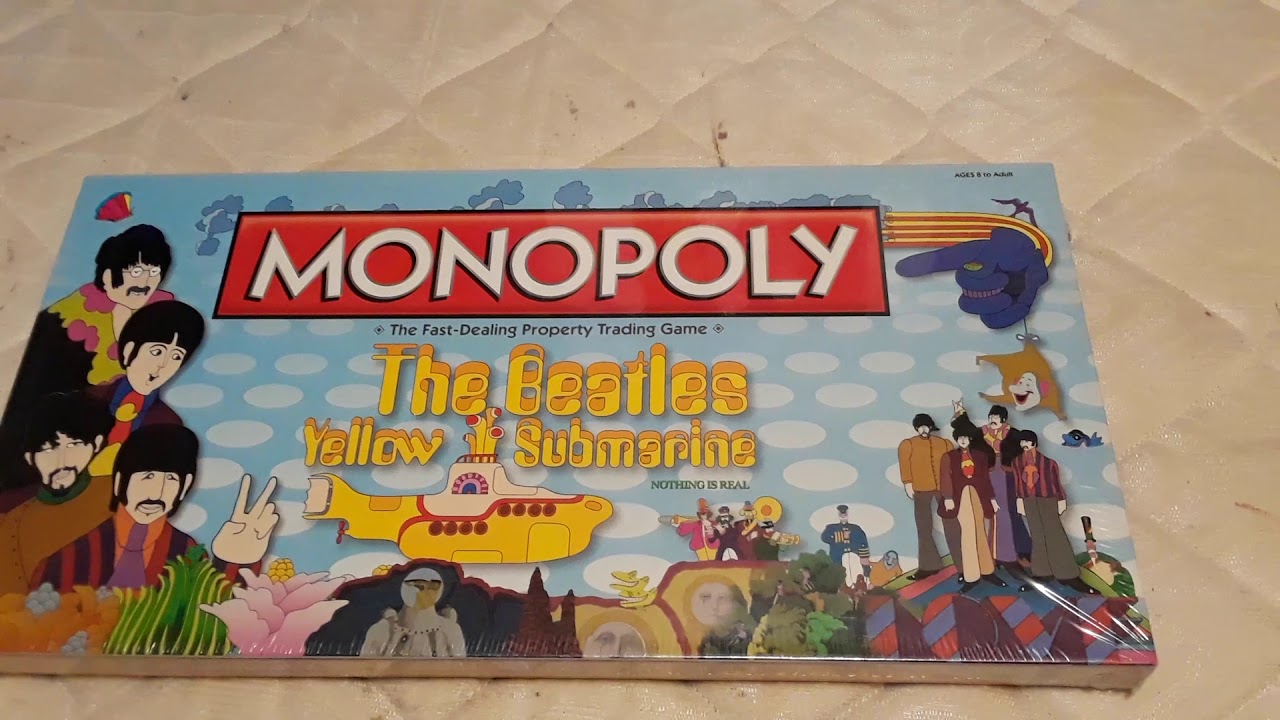 AGES 8 to Adult
MONOPOLY
The Fast-Dealing Property Trading Game
The Beatles
Yellow Submarine
NOTHING IS REAL